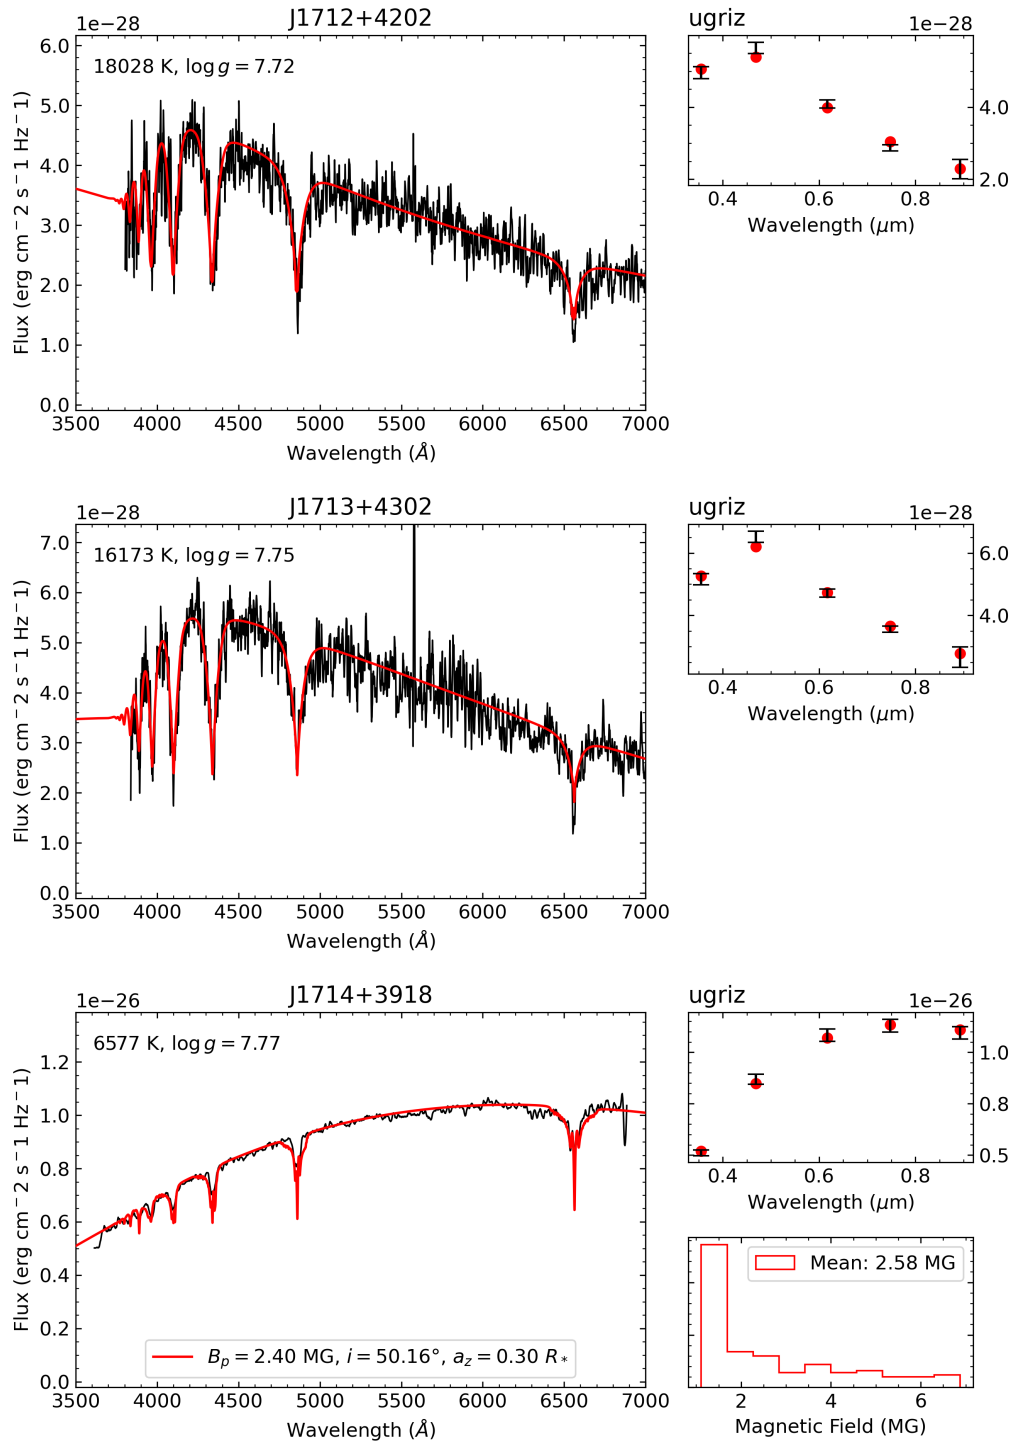 1e−28
J1712+4202
18028 K, log g = 7.72
6.0
5.0
4.0
3.0
2.0
1.0
0.0
Flux (erg cm−2 s−1 Hz−1)
3500 4000 4500 5000 5500 6000 6500 7000
Wavelength (Å)
ugriz
1e−28
4.0
2.0
0.4 0.6 0.8
Wavelength (μm)
1e−28
J1713+4302
16173 K, log g = 7.75
7.0
6.0
5.0
4.0
3.0
2.0
1.0
0.0
Flux (erg cm−2 s−1 Hz−1)
3500 4000 4500 5000 5500 6000 6500 7000
Wavelength (Å)
ugriz
1e−28
6.0
4.0
0.4 0.6 0.8
Wavelength (μm)
1e−26
J1714+3918
6577 K, log g = 7.77
1.2
1.0
0.8
0.6
0.4
0.2
0.0
Flux (erg cm−2 s−1 Hz−1)
Bp = 2.40 MG, i = 50.16°, az = 0.30 R*
3500 4000 4500 5000 5500 6000 6500 7000
Wavelength (Å)
ugriz
1e−26
1.0
0.8
0.5
0.4 0.6 0.8
Wavelength (μm)
Mean: 2.58 MG
2 4 6
Magnetic Field (MG)